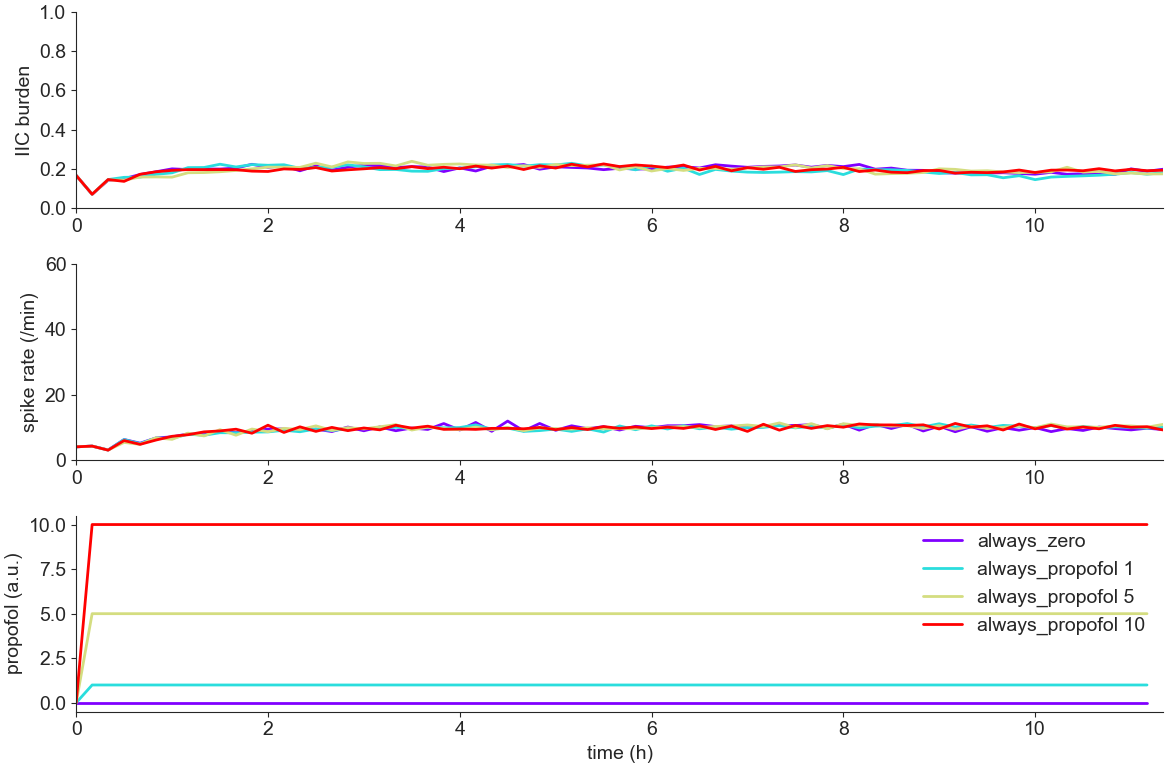 IIC burden
1.0
0.8
0.6
0.4
0.2
0.0
0 2 4 6 8 10
spike rate (/min)
60
40
20
0
0 2 4 6 8 10
propofol (a.u.)
10.0
7.5
5.0
2.5
0.0
always_zero
always_propofol 1
always_propofol 5
always_propofol 10
0 2 4 6 8 10
time (h)